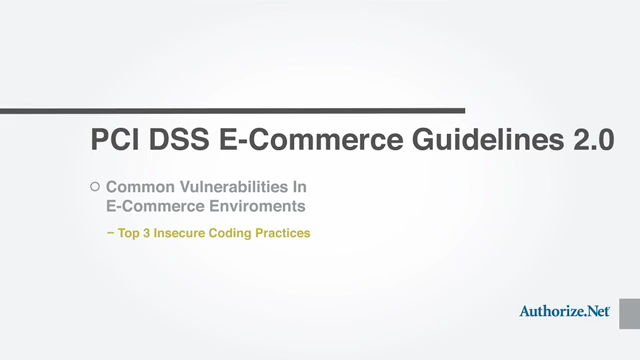 PCI DSS E-Commerce Guidelines 2.0
Common Vulnerabilities In
E-Commerce Enviroments
– Top 3 Insecure Coding Practices
Authorize.Net